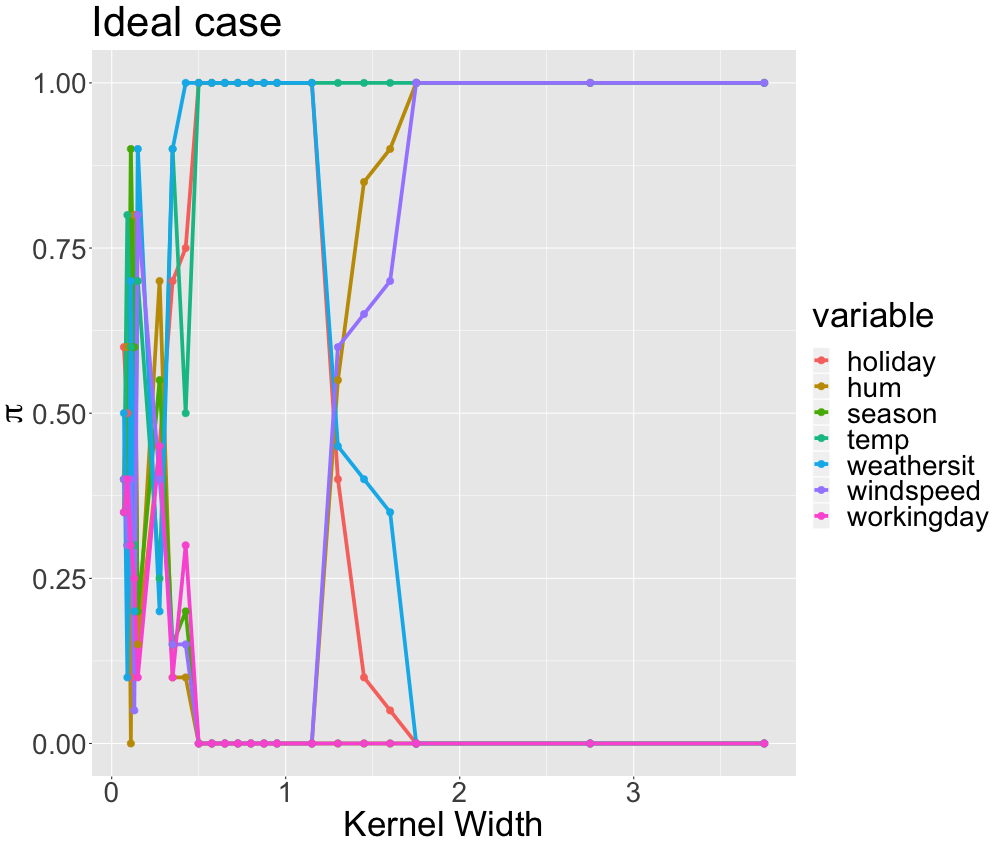 Ideal case
1.00
0.75
0.50
0.25
0.00
π
0
1
2
3
Kernel Width
variable
holiday
hum
season
temp
weathersit
windspeed
workingday